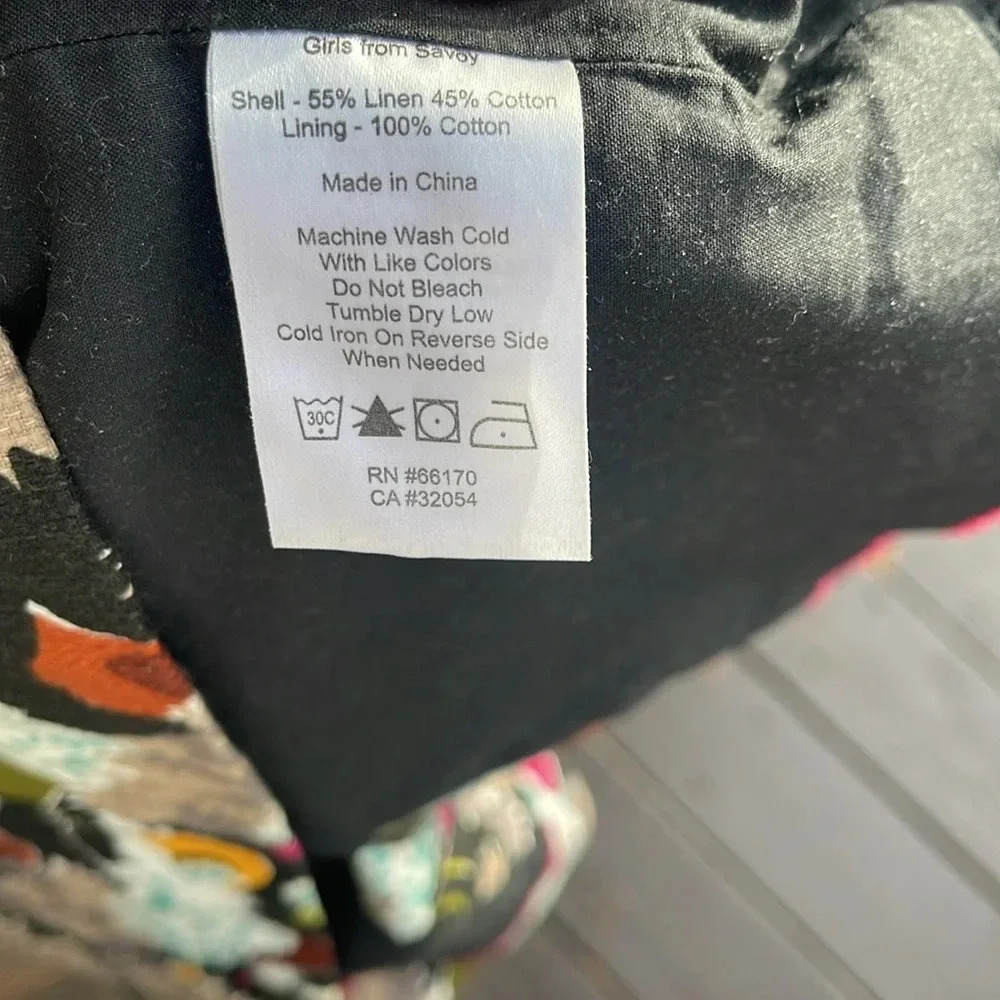 Girls from Savoy
Shell - 55% Linen 45% Cotton
Lining - 100% Cotton
Made in China
Machine Wash Cold
With Like Colors
Do Not Bleach
Tumble Dry Low
Cold Iron On Reverse Side
When Needed
30C
RN #66170
CA #32054